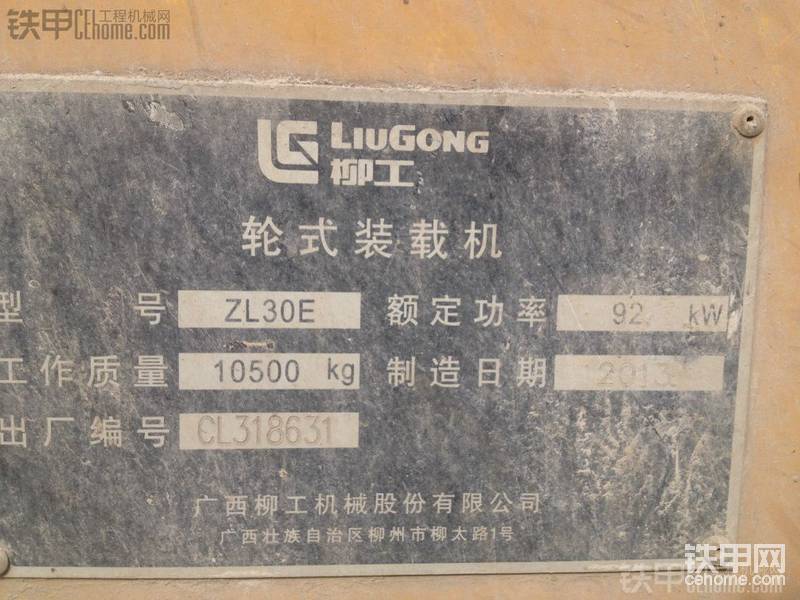 铁甲 工程机械网
CEhome.com
LG LIUGONG
柳工
轮式装载机
型号 ZL30E 额定功率 92 kW
工作质量 10500 kg 制造日期 2013
出厂编号 CL318631
广西柳工机械股份有限公司
广西壮族自治区柳州市柳太路1号
铁甲网
cehome.com